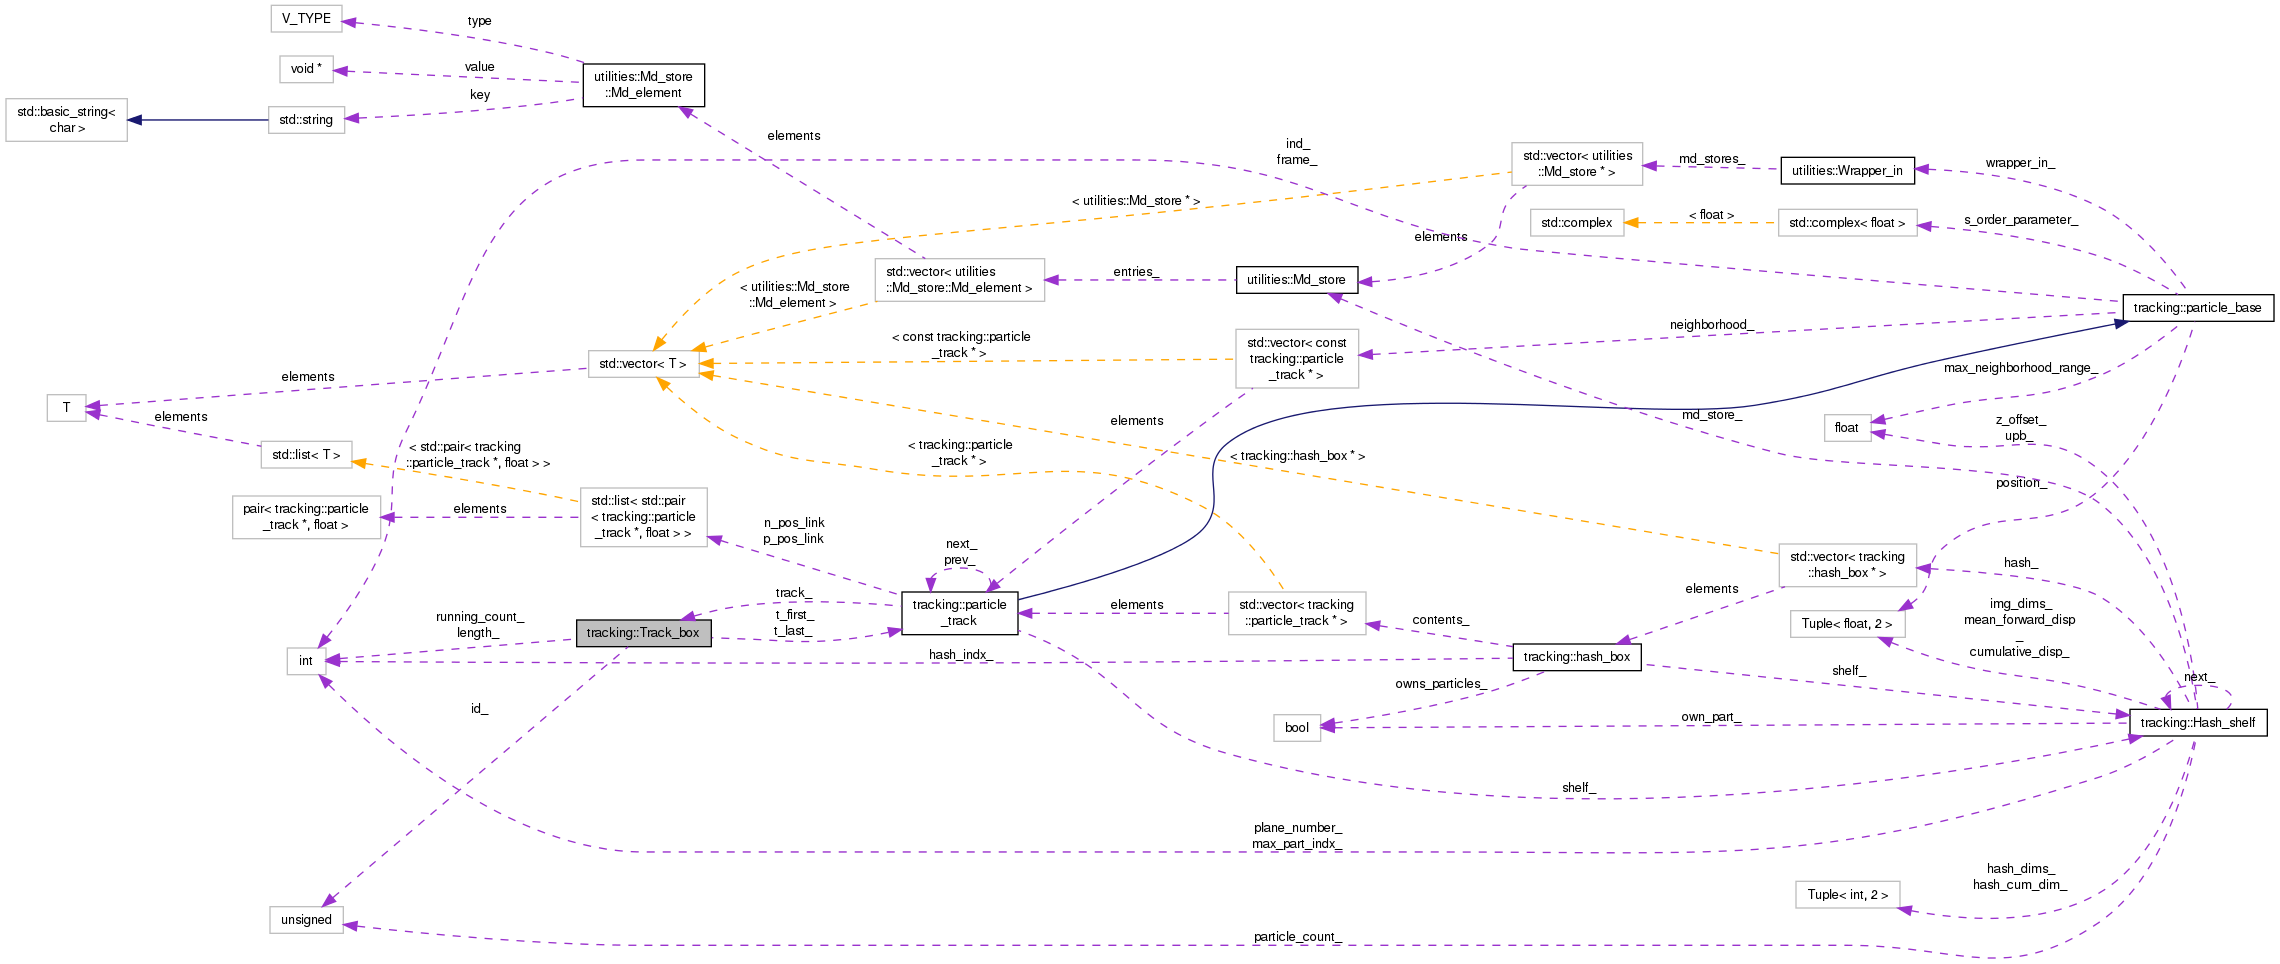 V_TYPE
type
void *
value
utilities::Md_store
::Md_element
key
std::basic_string<
char >
std::string
elements
ind_
frame_
std::vector< utilities
::Md_store * >
md_stores_
utilities::Wrapper_in
wrapper_in_
< utilities::Md_store * >
std::complex
< float >
std::complex< float >
s_order_parameter_
elements
std::vector< utilities
::Md_store::Md_element >
entries_
utilities::Md_store
< utilities::Md_store
::Md_element >
tracking::particle_base
neighborhood_
< const tracking::particle
_track * >
std::vector< const
tracking::particle
_track * >
std::vector< T >
max_neighborhood_range_
elements
T
elements
md_store_
float
z_offset_
upb_
elements
std::list< T >
< std::pair< tracking
::particle_track *, float > >
< tracking::particle
_track * >
< tracking::hash_box * >
position_
pair< tracking::particle
_track *, float >
elements
std::list< std::pair
< tracking::particle
_track *, float > >
n_pos_link
p_pos_link
next_
prev_
std::vector< tracking
::hash_box * >
hash_
elements
track_
tracking::particle
_track
elements
std::vector< tracking
::particle_track * >
contents_
img_dims_
mean_forward_disp
_
cumulative_disp_
Tuple< float, 2 >
running_count_
length_
tracking::Track_box
t_first_
t_last_
int
hash_indx_
tracking::hash_box
shelf_
next_
owns_particles_
id_
bool
own_part_
tracking::Hash_shelf
shelf_
plane_number_
max_part_indx_
hash_dims_
hash_cum_dim_
Tuple< int, 2 >
unsigned
particle_count_